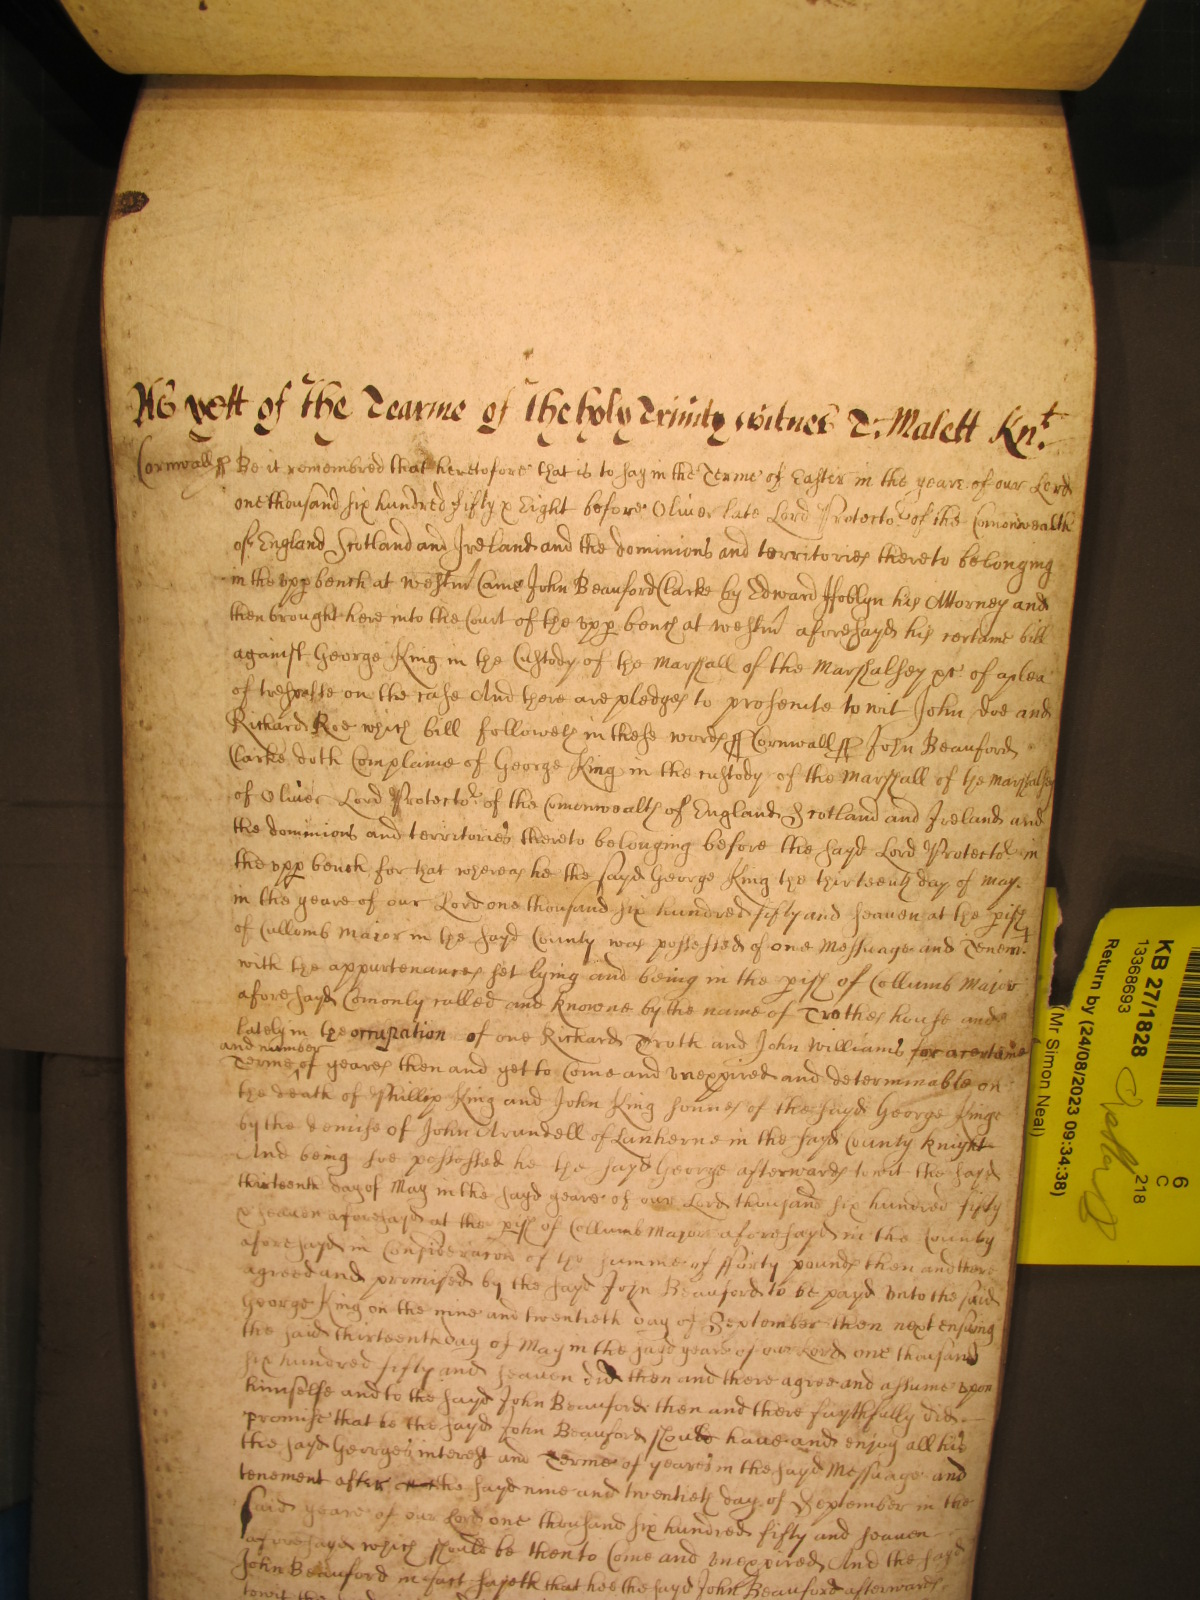 As yett of the Tearme of the holy Trinity witnes T: Malett Knt.
Cornwall ss Be it remembred that heretofore that is to say in the Terme of Easter in the yeare of our Lord
one thousand six hundred fifty & Eight before Oliver late Lord Protector of the Comonwealth
of England Scotland and Ireland and the dominions and territories thereto belonging
in the upp bench at Westm Came John Beauford Clarke by Edward Hoblyn his Attorney and
then brought here into the Court of the upp bench at Westm aforesayd his certaine bill
against George King in the Custody of the Marshall of the Marshalsey &c of a plea
of trespasse on the case And there are pledges to prosecute to wit John doe and
Richard Roe which bill followeth in these words ss Cornwall ss John Beauford
Clarke doth Complaine of George King in the custody of the Marshall of the Marshalsey
of Oliver Lord Protector of the Comonwealth of England Scotland and Ireland and
the dominions and territories thereto belonging before the sayd Lord Protector in
the upp bench for that whereas he the sayd George King the thirteenth day of May
in the yeare of our Lord one thousand six hundred fifty and seaven at the pish
of Collomb Maior in the sayd County was possessed of one Messuage and Tenem
with the appurtenances set lying and being in the pish of Collumb Major
aforesayd Comonly called and knowne by the name of Trothes house and
lately in the occupation of one Richard Troth and John Williams for a certaine
and number
Terme of yeares then and yet to Come and unexpired and determinable on
the death of Phillip King and John King sonnes of the sayd George Kinge
by the demise of John Arundell of Lanherne in the sayd County knight
And being soe possessed he the sayd George afterwards to wit the sayd
thirteenth day of May in the sayd yeare of our Lord thousand six hundred fifty
& seaven aforesayd at the pish of Collumb Major aforesayd in the County
aforesayd in Consideracon of the summe of fforty pounds then and there
agreed and promised by the sayd John Beauford to be payd unto the said
George King on the nine and twentieth day of September then next ensuing
the said thirteenth day of May in the sayd yeare of our Lord one thousand
six hundred fifty and seaven did then and there agree and assume upon
himselfe and to the sayd John Beauford then and there faythfully did
promise that he the sayd John Beauford should have and enjoy all his
the sayd George's interest and Terme of yeares in the sayd Messuage and
tenement after the sayd nine and twentieth day of September in the
said yeare of our Lord one thousand six hundred fifty and seaven
aforesayd which should be then to Come and unexpired And the sayd
John Beauford in fact sayeth that hee the sayd John Beauford afterwards
towit the
KB 27/1828
13368693
Return by (24/08/2023 09:34:38)
(Mr Simon Neal)
6
C
218